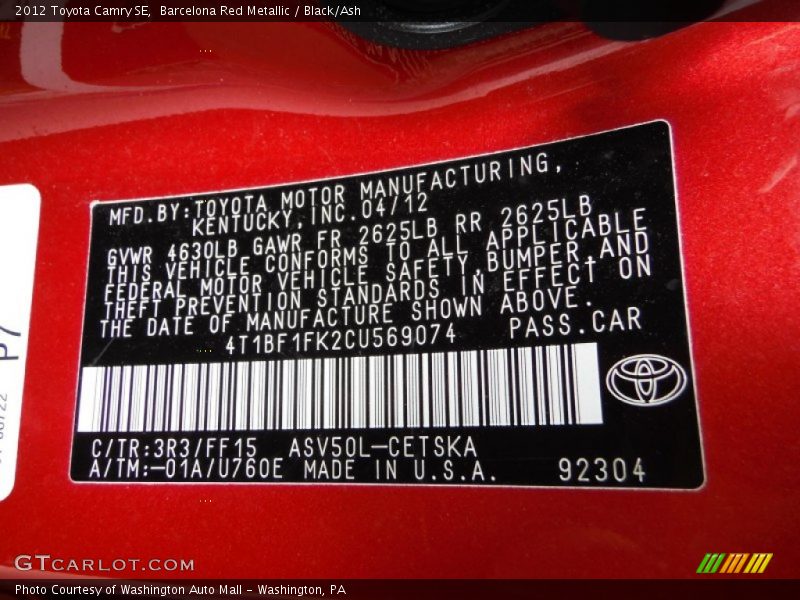 2012 Toyota Camry SE, Barcelona Red Metallic / Black/Ash
MFD.BY:TOYOTA MOTOR MANUFACTURING,
KENTUCKY,INC.04/12
GVWR 4630LB GAWR FR 2625LB RR 2625LB
THIS VEHICLE CONFORMS TO ALL APPLICABLE
FEDERAL MOTOR VEHICLE SAFETY,BUMPER,AND
THEFT PREVENTION STANDARDS IN EFFECT ON
THE DATE OF MANUFACTURE SHOWN ABOVE.
4T1BF1FK2CU569074 PASS.CAR
C/TR:3R3/FF15 ASV50L-CETSKA
A/TM:-01A/U760E MADE IN U.S.A. 92304
P7
GTCARLOT.COM
Photo Courtesy of Washington Auto Mall - Washington, PA